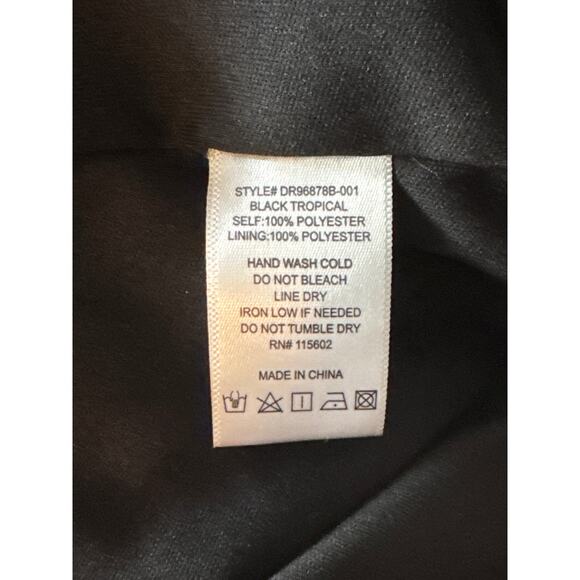 STYLE# DR96878B-001
BLACK TROPICAL
SELF:100% POLYESTER
LINING:100% POLYESTER
HAND WASH COLD
DO NOT BLEACH
LINE DRY
IRON LOW IF NEEDED
DO NOT TUMBLE DRY
RN# 115602
MADE IN CHINA